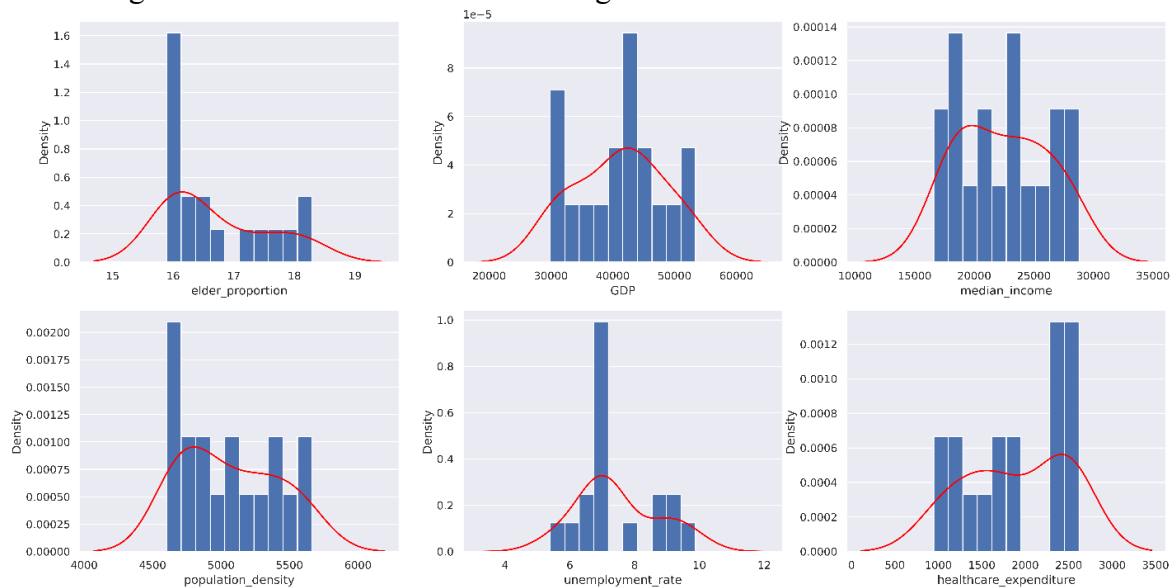 1e−5
1.6
1.4
1.2
1.0
0.8
0.6
0.4
0.2
0.0
Density
15 16 17 18 19
elder_proportion
8
6
4
2
0
Density
20000 30000 40000 50000 60000
GDP
0.00014
0.00012
0.00010
0.00008
0.00006
0.00004
0.00002
0.00000
Density
10000 15000 20000 25000 30000 35000
median_income
0.00200
0.00175
0.00150
0.00125
0.00100
0.00075
0.00050
0.00025
0.00000
Density
4000 4500 5000 5500 6000
population_density
1.0
0.8
0.6
0.4
0.2
0.0
Density
4 6 8 10 12
unemployment_rate
0.0012
0.0010
0.0008
0.0006
0.0004
0.0002
0.0000
Density
0 500 1000 1500 2000 2500 3000 3500
healthcare_expenditure